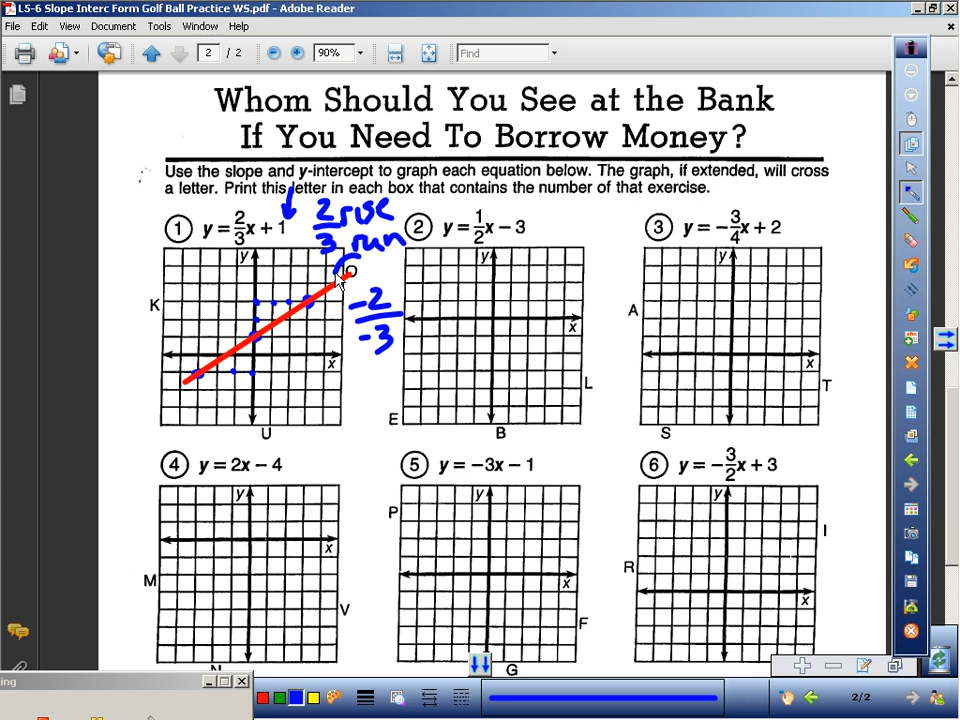 L5-6 Slope Interc Form Golf Ball Practice WS.pdf - Adobe Reader
File Edit View Document Tools Window Help
2 / 2 90% Find
Whom Should You See at the Bank
If You Need To Borrow Money?
Use the slope and y-intercept to graph each equation below. The graph, if extended, will cross
a letter. Print this letter in each box that contains the number of that exercise.
1 y = 2/3x + 1
2 rise
3 run
y
O
K
x
U
-2
-3
2 y = 1/2x – 3
y
x
L
E
B
3 y = –3/4x + 2
y
A
x
T
S
4 y = 2x – 4
y
x
M
V
N
5 y = –3x – 1
y
P
x
F
G
6 y = –3/2x + 3
y
I
R
x
ing
2/2